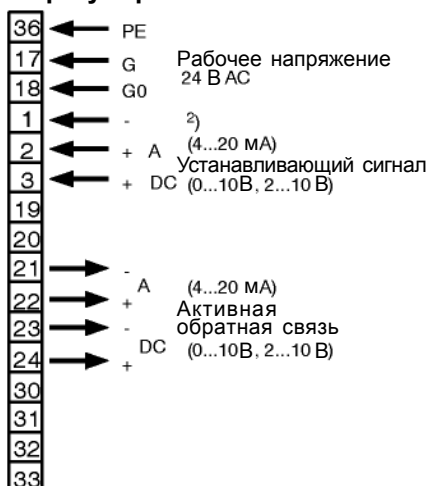 36 PE
17 G Рабочее напряжение
18 G0 24 В АС
1 - 2)
2 + A (4...20 мА)
Устанавливающий сигнал
3 + DC (0...10В, 2...10 В)
19
20
21 -
A (4...20 мА)
22 +
Активная
23 - обратная связь
DC (0...10В, 2...10 В)
24 +
30
31
32
33